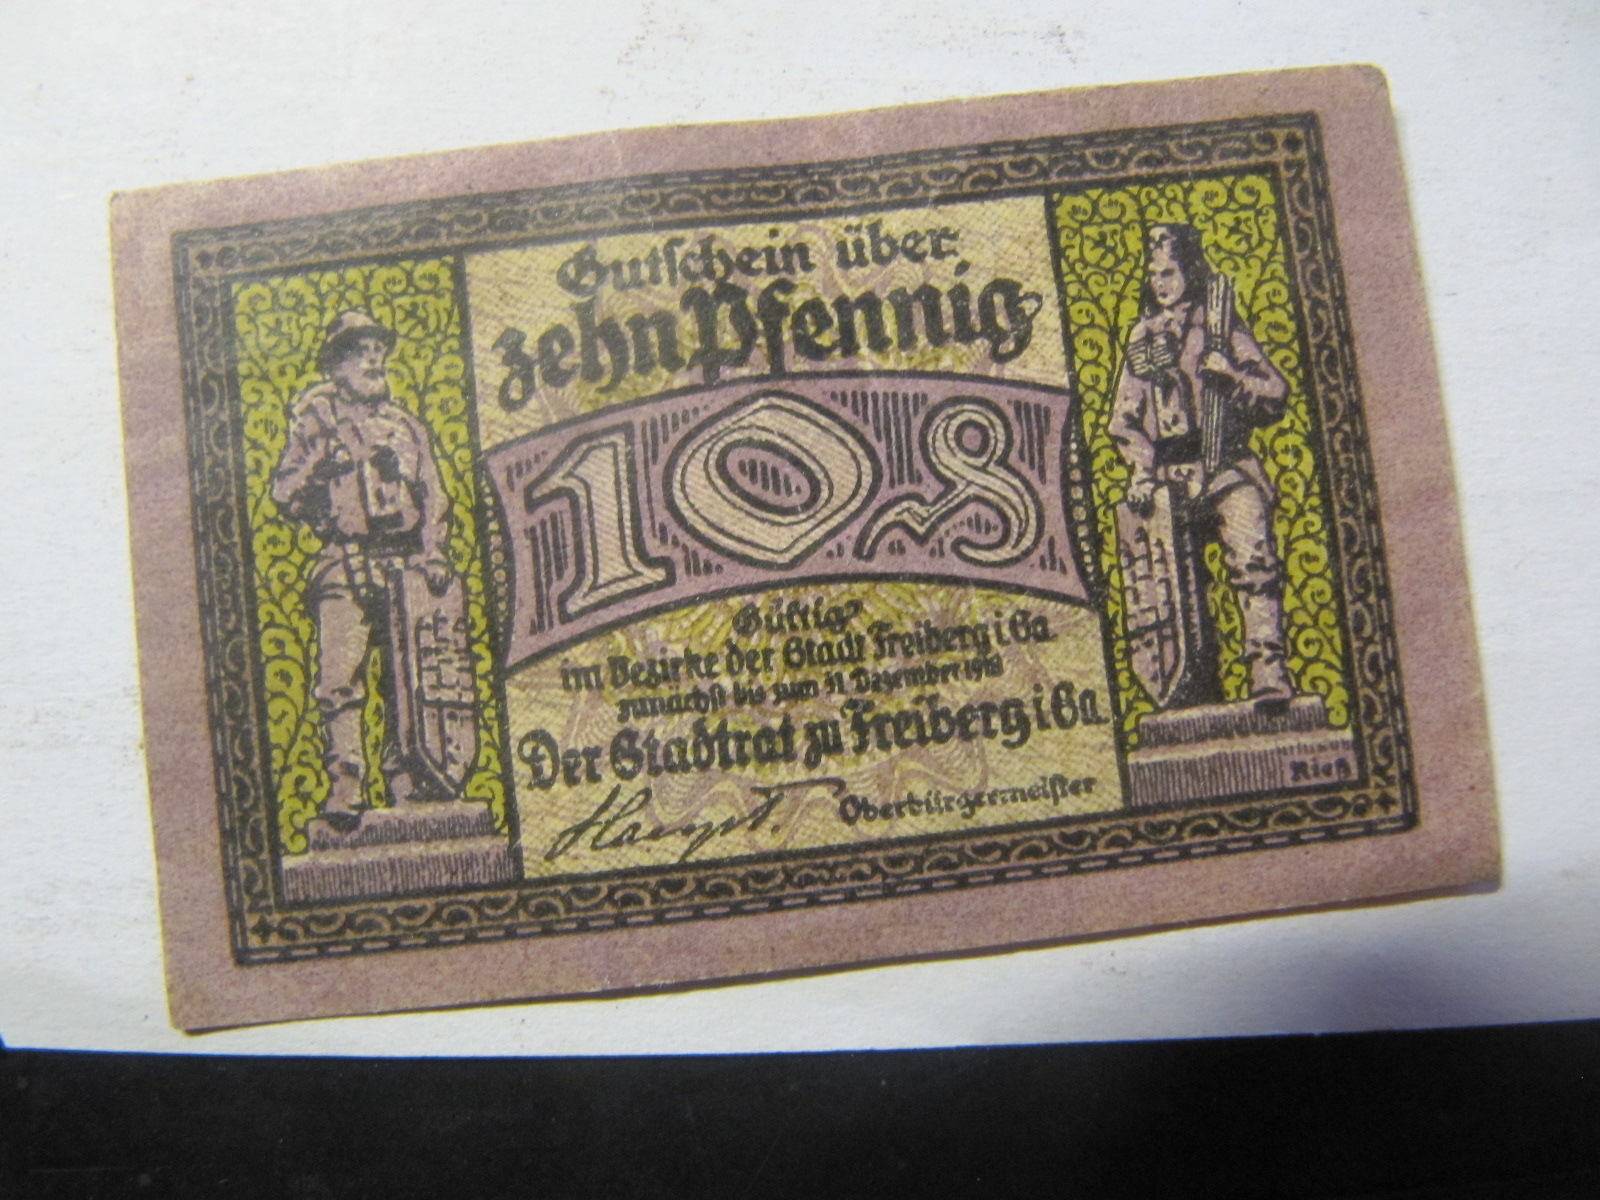 Gutschein über
zehn Pfennig
10 ₰
Gültig
im Bezirke der Stadt Freiberg i. Sa.
zunächst bis zum 31. Dezember 1918
Der Stadtrat zu Freiberg i. Sa.
Haupt. Oberbürgermeister
Rieß